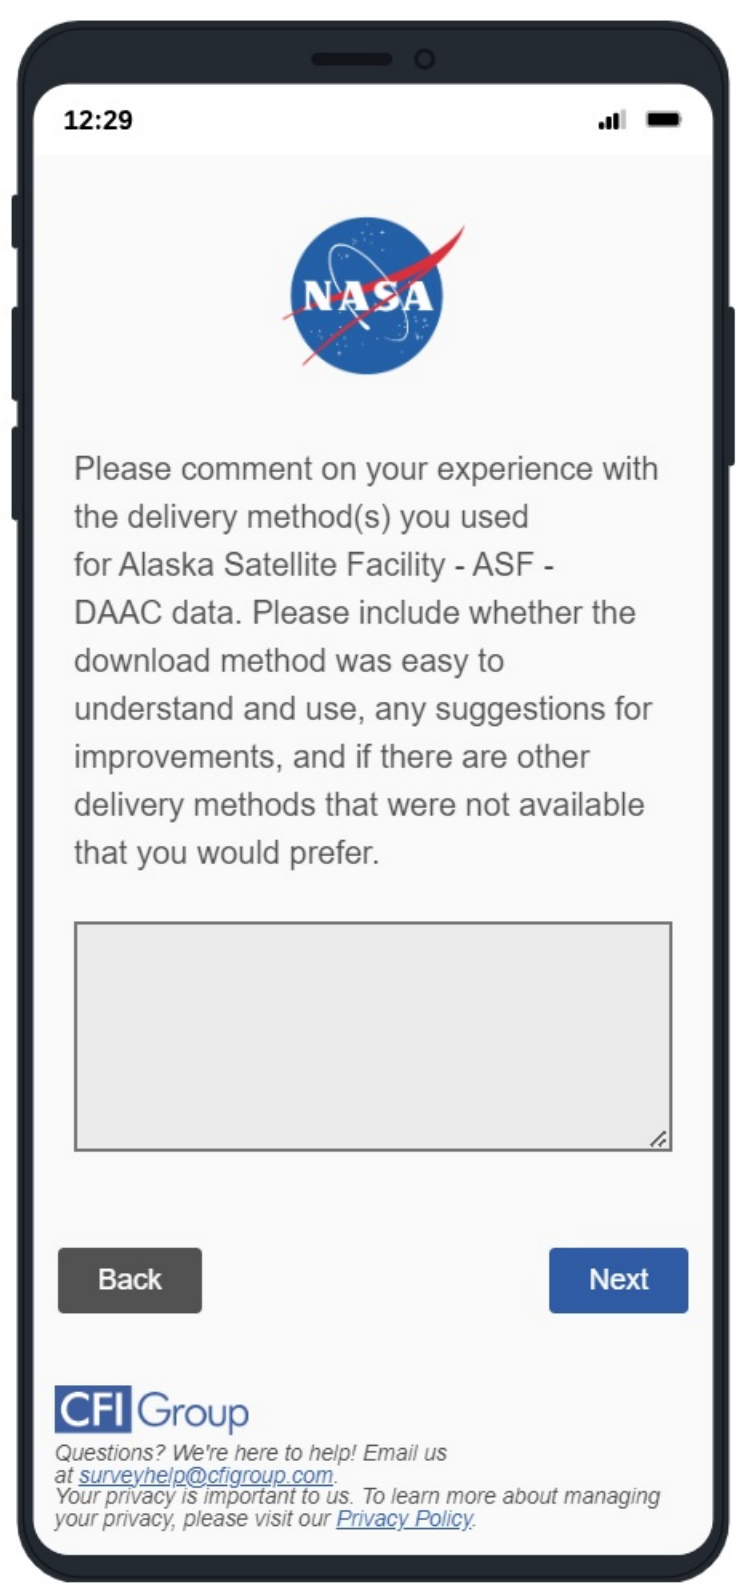 12:29
NASA
Please comment on your experience with
the delivery method(s) you used
for Alaska Satellite Facility - ASF -
DAAC data. Please include whether the
download method was easy to
understand and use, any suggestions for
improvements, and if there are other
delivery methods that were not available
that you would prefer.
Back
Next
CFI Group
Questions? We're here to help! Email us
at surveyhelp@cfigroup.com.
Your privacy is important to us. To learn more about managing
your privacy, please visit our Privacy Policy.